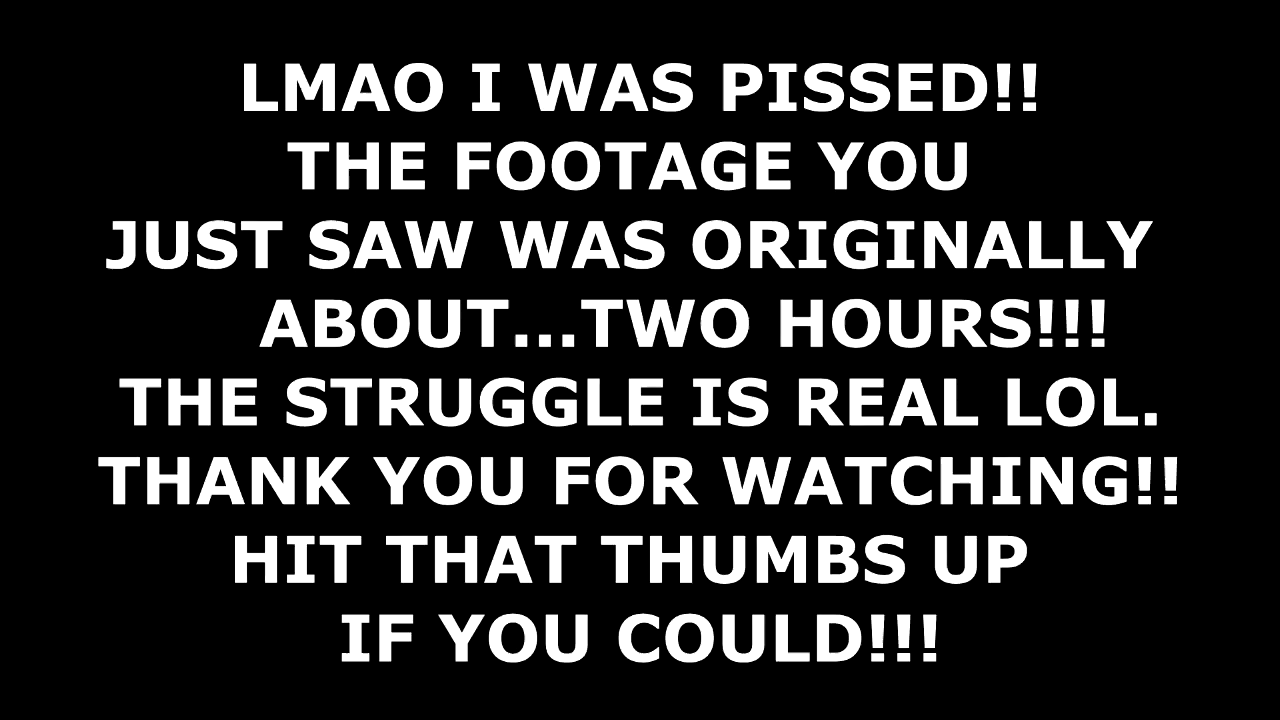 LMAO I WAS PISSED!!
THE FOOTAGE YOU
JUST SAW WAS ORIGINALLY
ABOUT...TWO HOURS!!!
THE STRUGGLE IS REAL LOL.
THANK YOU FOR WATCHING!!
HIT THAT THUMBS UP
IF YOU COULD!!!